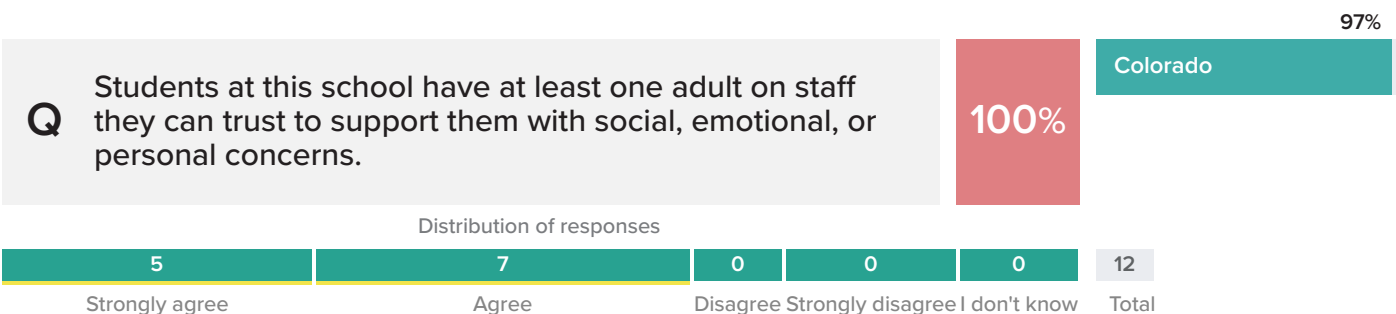 97%
Q
Students at this school have at least one adult on staff
they can trust to support them with social, emotional, or
personal concerns.
100%
Colorado
Distribution of responses
5 7 0 0 0 12
Strongly agree Agree Disagree Strongly disagree I don't know Total